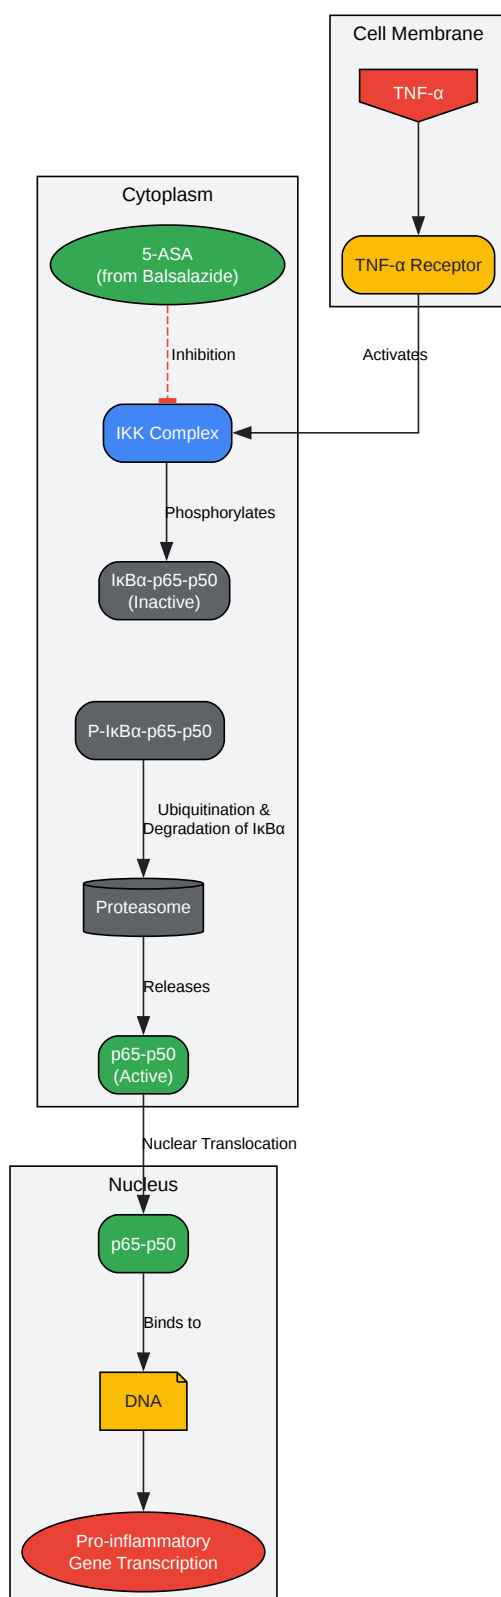 Cell Membrane
TNF-α
TNF-α Receptor
Activates
Cytoplasm
5-ASA
(from Balsalazide)
Inhibition
IKK Complex
Phosphorylates
IκBα-p65-p50
(Inactive)
P-IκBα-p65-p50
Ubiquitination &
Degradation of IκBα
Proteasome
Releases
p65-p50
(Active)
Nuclear Translocation
Nucleus
p65-p50
Binds to
DNA
Pro-inflammatory
Gene Transcription